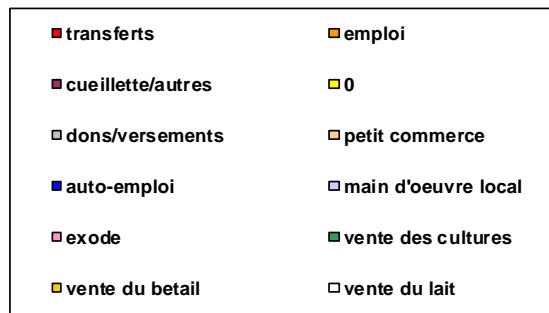 transferts emploi
cueillette/autres 0
dons/versements petit commerce
auto-emploi main d'oeuvre local
exode vente des cultures
vente du betail vente du lait